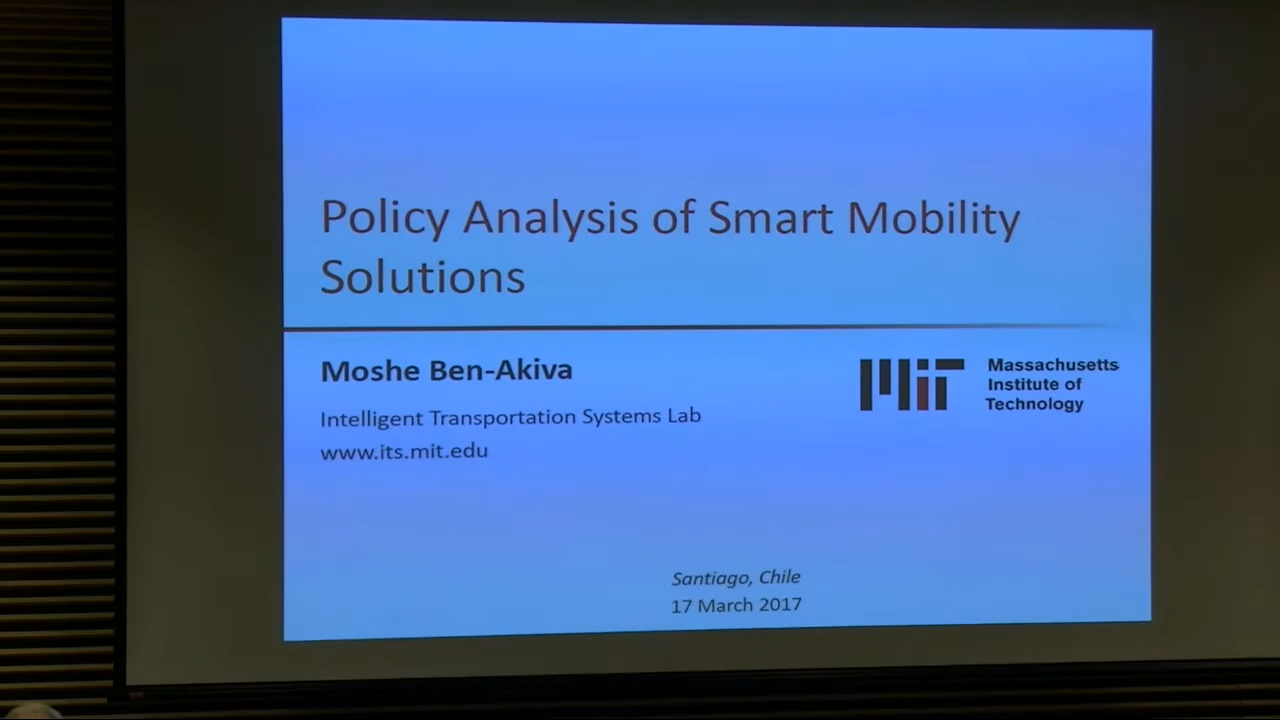 Policy Analysis of Smart Mobility
Solutions
Moshe Ben-Akiva
Intelligent Transportation Systems Lab
www.its.mit.edu
MIT
Massachusetts
Institute of
Technology
Santiago, Chile
17 March 2017